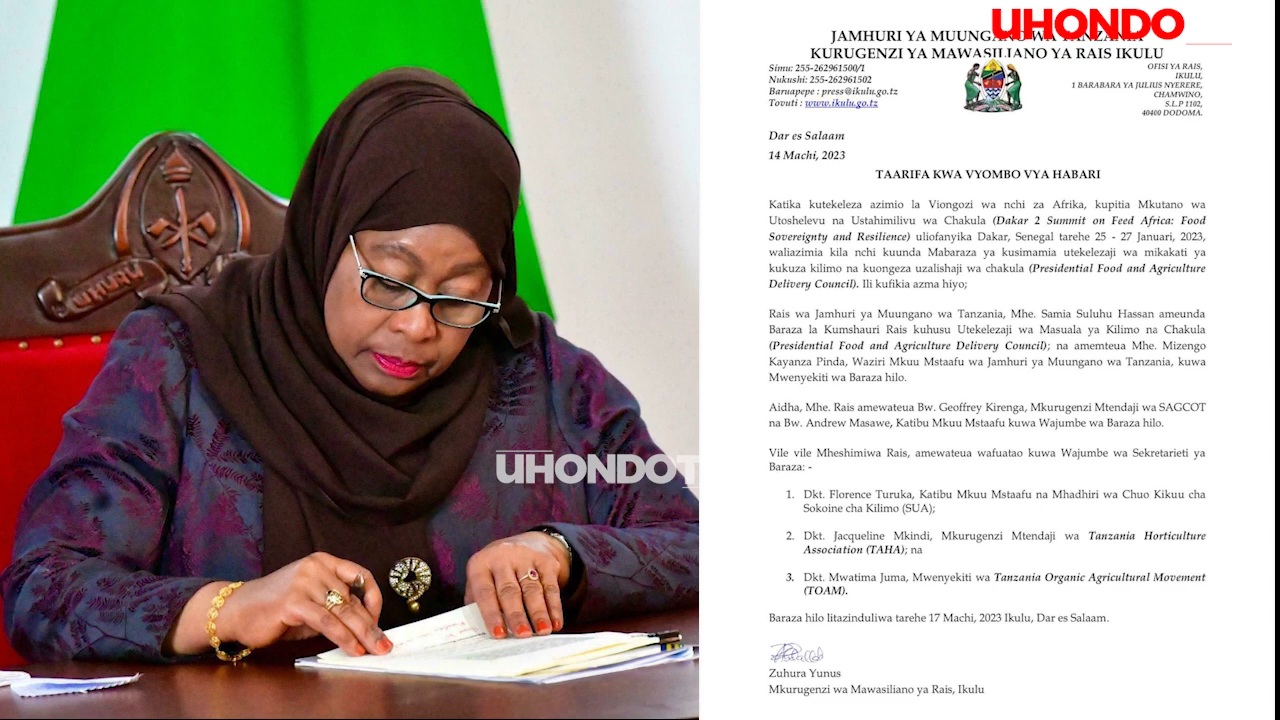 UHURU
UHONDOT
UHONDO
JAMHURI YA MUUNGANO WA TANZANIA
KURUGENZI YA MAWASILIANO YA RAIS IKULU
Simu: 255-262961500/1
Nukushi: 255-262961502
Baruapepe : press@ikulu.go.tz
Tovuti : www.ikulu.go.tz
OFISI YA RAIS,
IKULU,
1 BARABARA YA JULIUS NYERERE,
CHAMWINO,
S.L.P 1102,
40400 DODOMA.
Dar es Salaam
14 Machi, 2023
TAARIFA KWA VYOMBO VYA HABARI
Katika kutekeleza azimio la Viongozi wa nchi za Afrika, kupitia Mkutano wa
Utoshelevu na Ustahimilivu wa Chakula (Dakar 2 Summit on Feed Africa: Food
Sovereignty and Resilience) uliofanyika Dakar, Senegal tarehe 25 - 27 Januari, 2023,
waliazimia kila nchi kuunda Mabaraza ya kusimamia utekelezaji wa mikakati ya
kukuza kilimo na kuongeza uzalishaji wa chakula (Presidential Food and Agriculture
Delivery Council). Ili kufikia azma hiyo;
Rais wa Jamhuri ya Muungano wa Tanzania, Mhe. Samia Suluhu Hassan ameunda
Baraza la Kumshauri Rais kuhusu Utekelezaji wa Masuala ya Kilimo na Chakula
(Presidential Food and Agriculture Delivery Council); na amemteua Mhe. Mizengo
Kayanza Pinda, Waziri Mkuu Mstaafu wa Jamhuri ya Muungano wa Tanzania, kuwa
Mwenyekiti wa Baraza hilo.
Aidha, Mhe. Rais amewateua Bw. Geoffrey Kirenga, Mkurugenzi Mtendaji wa SAGCOT
na Bw. Andrew Masawe, Katibu Mkuu Mstaafu kuwa Wajumbe wa Baraza hilo.
Vile vile Mheshimiwa Rais, amewateua wafuatao kuwa Wajumbe wa Sekretarieti ya
Baraza: -
1. Dkt. Florence Turuka, Katibu Mkuu Mstaafu na Mhadhiri wa Chuo Kikuu cha
Sokoine cha Kilimo (SUA);
2. Dkt. Jacqueline Mkindi, Mkurugenzi Mtendaji wa Tanzania Horticulture
Association (TAHA); na
3. Dkt. Mwatima Juma, Mwenyekiti wa Tanzania Organic Agricultural Movement
(TOAM).
Baraza hilo litazinduliwa tarehe 17 Machi, 2023 Ikulu, Dar es Salaam.
Zuhura Yunus
Mkurugenzi wa Mawasiliano ya Rais, Ikulu